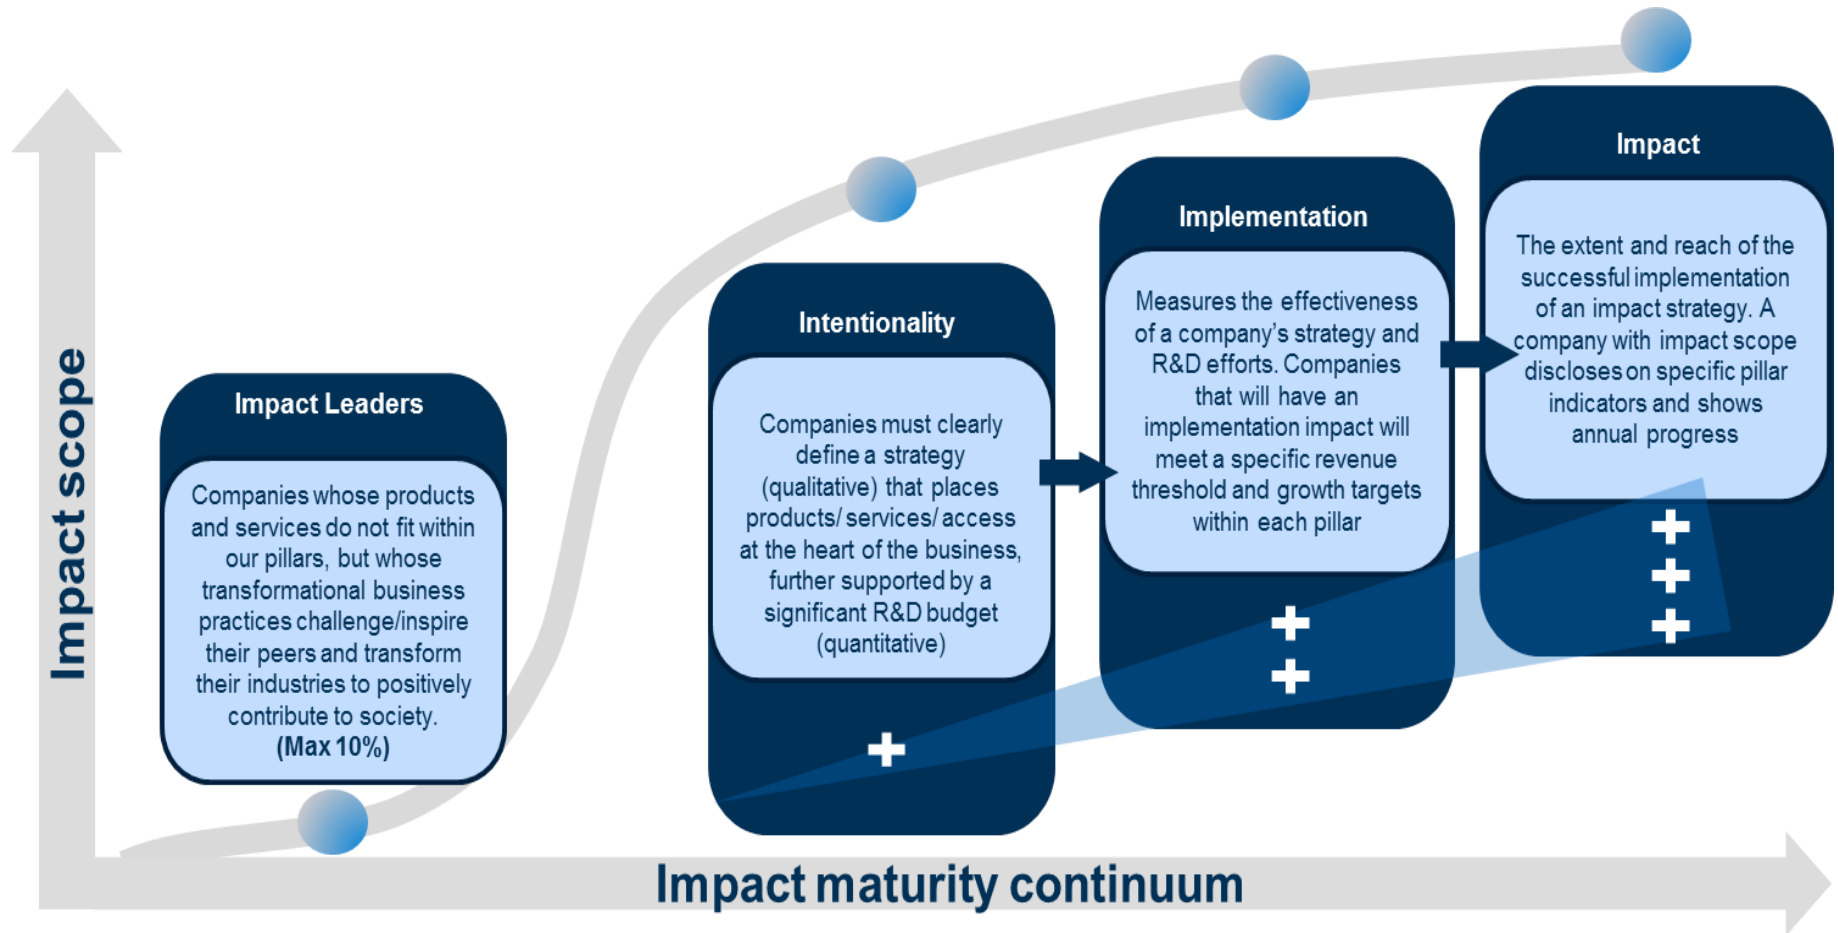 Impact scope
Impact Leaders
Companies whose products
and services do not fit within
our pillars, but whose
transformational business
practices challenge/inspire
their peers and transform
their industries to positively
contribute to society.
(Max 10%)
Intentionality
Companies must clearly
define a strategy
(qualitative) that places
products/ services/ access
at the heart of the business,
further supported by a
significant R&D budget
(quantitative)
Implementation
Measures the effectiveness
of a company’s strategy and
R&D efforts. Companies
that will have an
implementation impact will
meet a specific revenue
threshold and growth targets
within each pillar
Impact
The extent and reach of the
successful implementation
of an impact strategy. A
company with impact scope
discloses on specific pillar
indicators and shows
annual progress
Impact maturity continuum